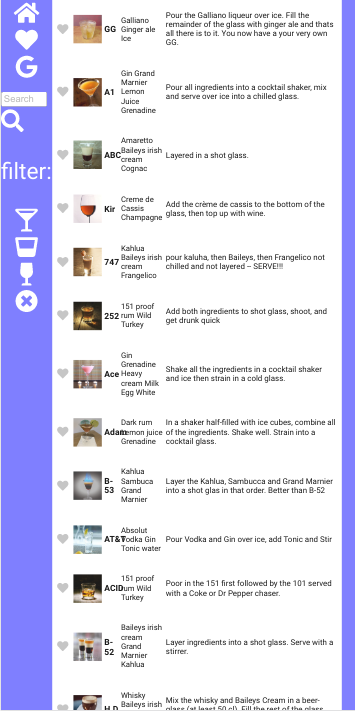 Search
filter:
GG
Galliano
Ginger ale
Ice
Pour the Galliano liqueur over ice. Fill the
remainder of the glass with ginger ale and thats
all there is to it. You now have a your very own
GG.
A1
Gin Grand
Marnier
Lemon
Juice
Grenadine
Pour all ingredients into a cocktail shaker, mix
and serve over ice into a chilled glass.
ABC
Amaretto
Baileys irish
cream
Cognac
Layered in a shot glass.
Kir
Creme de
Cassis
Champagne
Add the crème de cassis to the bottom of the
glass, then top up with wine.
747
Kahlua
Baileys irish
cream
Frangelico
pour kaluha, then Baileys, then Frangelico not
chilled and not layered -- SERVE!!!
252
151 proof
rum Wild
Turkey
Add both ingredients to shot glass, shoot, and
get drunk quick
Ace
Gin
Grenadine
Heavy
cream Milk
Egg White
Shake all the ingredients in a cocktail shaker
and ice then strain in a cold glass.
Adam
Dark rum
Lemon juice
Grenadine
In a shaker half-filled with ice cubes, combine all
of the ingredients. Shake well. Strain into a
cocktail glass.
B-
53
Kahlua
Sambuca
Grand
Marnier
Layer the Kahlua, Sambucca and Grand Marnier
into a shot glas in that order. Better than B-52
AT&T
Absolut
Vodka Gin
Tonic water
Pour Vodka and Gin over ice, add Tonic and Stir
ACID
151 proof
rum Wild
Turkey
Poor in the 151 first followed by the 101 served
with a Coke or Dr Pepper chaser.
B-
52
Baileys irish
cream
Grand
Marnier
Kahlua
Layer ingredients into a shot glass. Serve with a
stirrer.
H.D.
Whisky
Baileys irish
Mix the whisky and Baileys Cream in a beer-
glass (at least 50 cl). Fill the rest of the glass